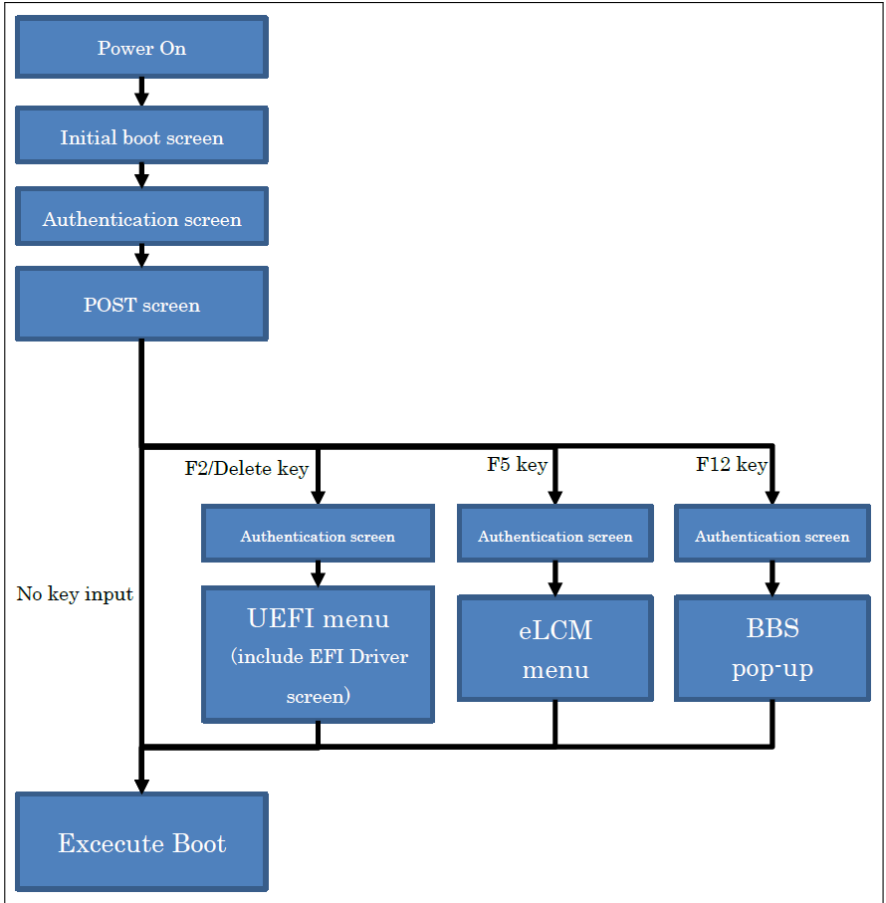 Power On
Initial boot screen
Authentication screen
POST screen
F2/Delete key
F5 key
F12 key
Authentication screen
Authentication screen
Authentication screen
No key input
UEFI menu
(include EFI Driver
screen)
eLCM
menu
BBS
pop-up
Excecute Boot